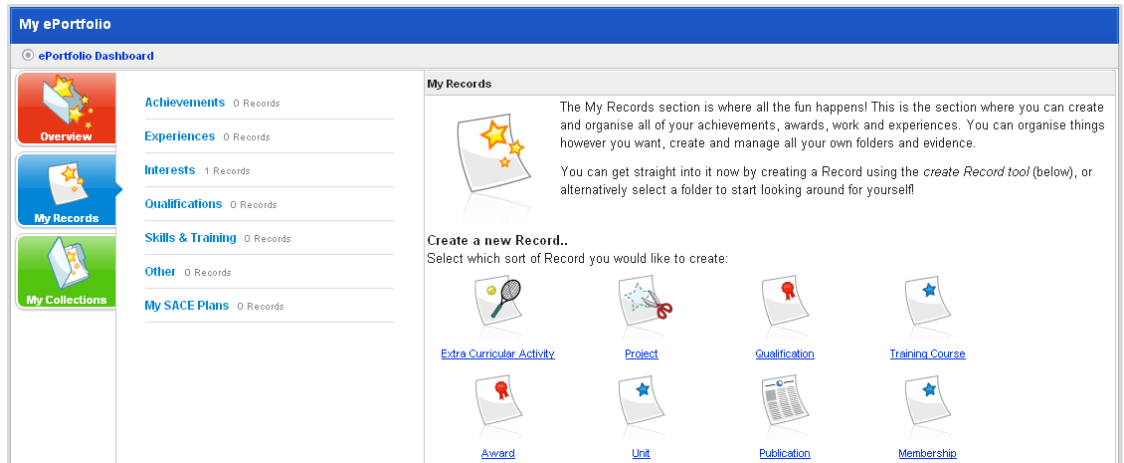 My ePortfolio
ePortfolio Dashboard
Overview
My Records
My Collections
Achievements 0 Records
Experiences 0 Records
Interests 1 Records
Qualifications 0 Records
Skills & Training 0 Records
Other 0 Records
My SACE Plans 0 Records
My Records
The My Records section is where all the fun happens! This is the section where you can create
and organise all of your achievements, awards, work and experiences. You can organise things
however you want, create and manage all your own folders and evidence.
You can get straight into it now by creating a Record using the create Record tool (below), or
alternatively select a folder to start looking around for yourself!
Create a new Record..
Select which sort of Record you would like to create:
Extra Curricular Activity Project Qualification Training Course
Award Unit Publication Membership